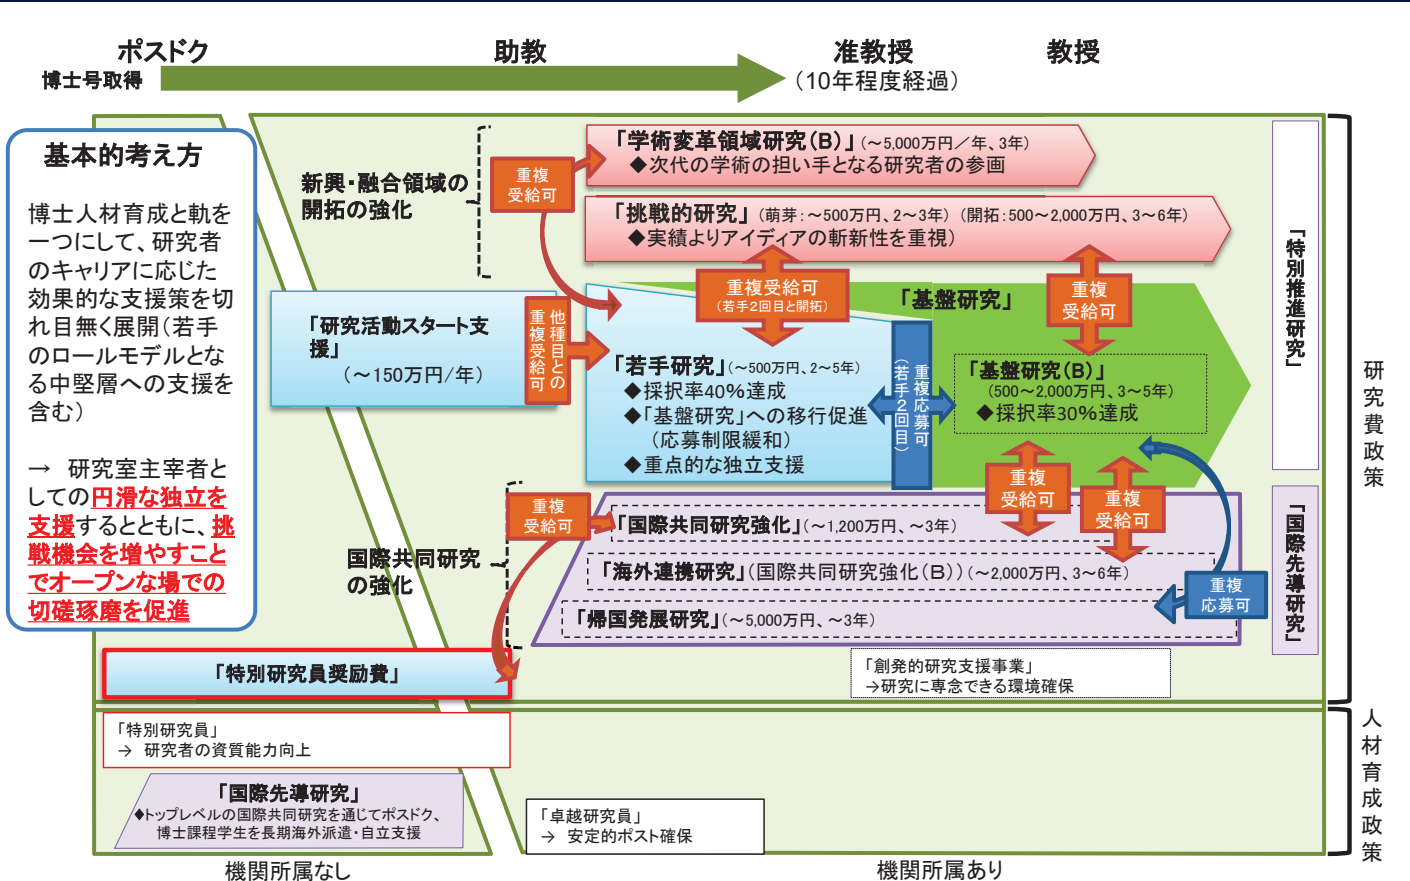 ポスドク
助教
准教授
教授
博士号取得
（10年程度経過）
基本的考え方
博士人材育成と軌を
一つにして、研究者
のキャリアに応じた
効果的な支援策を切
れ目無く展開（若手
のロールモデルとな
る中堅層への支援を
含む）
→ 研究室主宰者と
しての円滑な独立を
支援するとともに、挑
戦機会を増やすこと
でオープンな場での
切磋琢磨を促進
新興・融合領域の
開拓の強化
重複
受給可
「学術変革領域研究（B）」（～5,000万円／年、3年）
◆次代の学術の担い手となる研究者の参画
「挑戦的研究」（萌芽：～500万円、2～3年）（開拓：500～2,000万円、3～6年）
◆実績よりアイディアの斬新性を重視）
重複受給可
（若手2回目と開拓）
「基盤研究」
重複
受給可
「研究活動スタート支
援」
（～150万円/年）
他種目との
重複受給可
「若手研究」（～500万円、2～5年）
◆採択率40％達成
◆「基盤研究」への移行促進
（応募制限緩和）
◆重点的な独立支援
重複応募可
（若手2回目）
「基盤研究（B）」
（500～2,000万円、3～5年）
◆採択率30％達成
重複
受給可
重複
受給可
国際共同研究
の強化
重複
受給可
「国際共同研究強化」（～1,200万円、～3年）
「海外連携研究」（国際共同研究強化（B））（～2,000万円、3～6年）
「帰国発展研究」（～5,000万円、～3年）
重複
応募可
「特別推進研究」
「国際先導研究」
研究費政策
「特別研究員奨励費」
「創発的研究支援事業」
→研究に専念できる環境確保
「特別研究員」
→ 研究者の資質能力向上
「国際先導研究」
◆トップレベルの国際共同研究を通じてポスドク、
博士課程学生を長期海外派遣・自立支援
「卓越研究員」
→ 安定的ポスト確保
人材育成政策
機関所属なし
機関所属あり